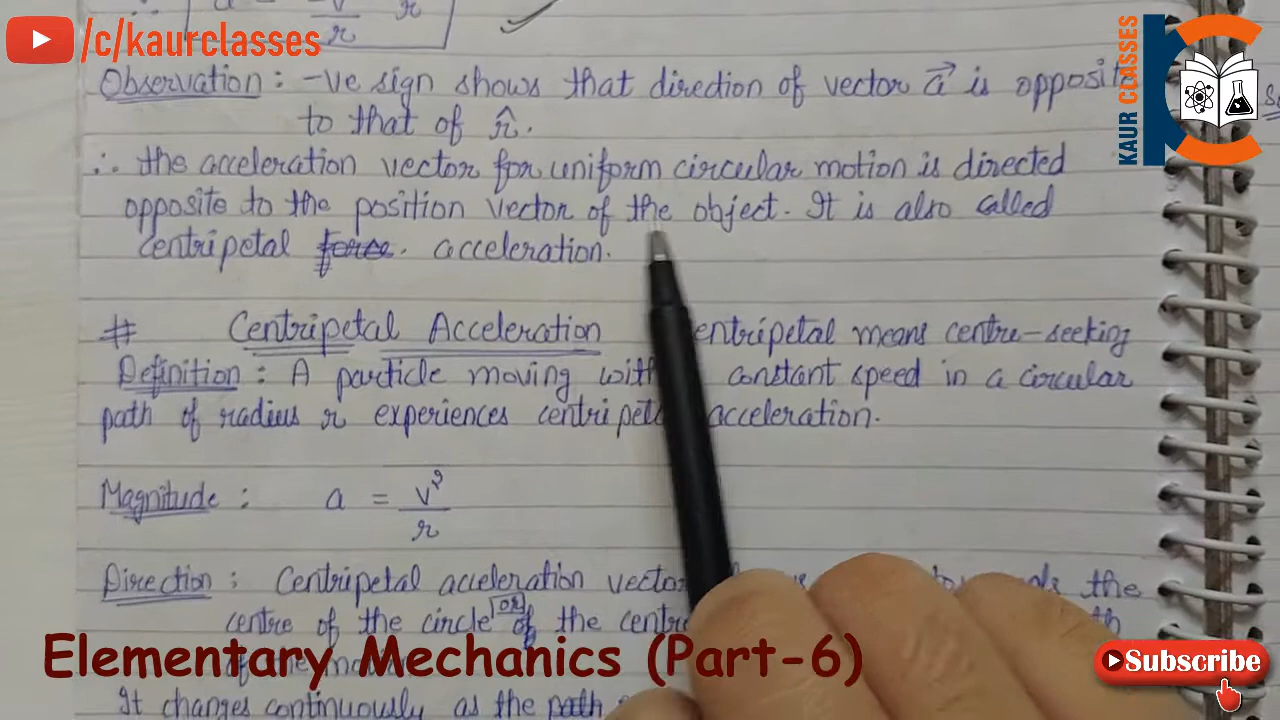 /c/kaurclasses
KAUR CLASSES
Observation : -ve sign shows that direction of vector a⃗ is opposite
to that of r̂.
∴ the acceleration vector for uniform circular motion is directed
opposite to the position vector of the object. It is also called
centripetal force. acceleration.
# Centripetal Acceleration entripetal means centre-seeking
Definition : A particle moving with constant speed in a circular
path of radius r experiences centripetal acceleration.
Magnitude : a = v²/r
Direction : Centripetal acceleration vector the
centre of the circle or of the centre
Elementary Mechanics (Part-6)
Subscribe
It changes continuously as the path